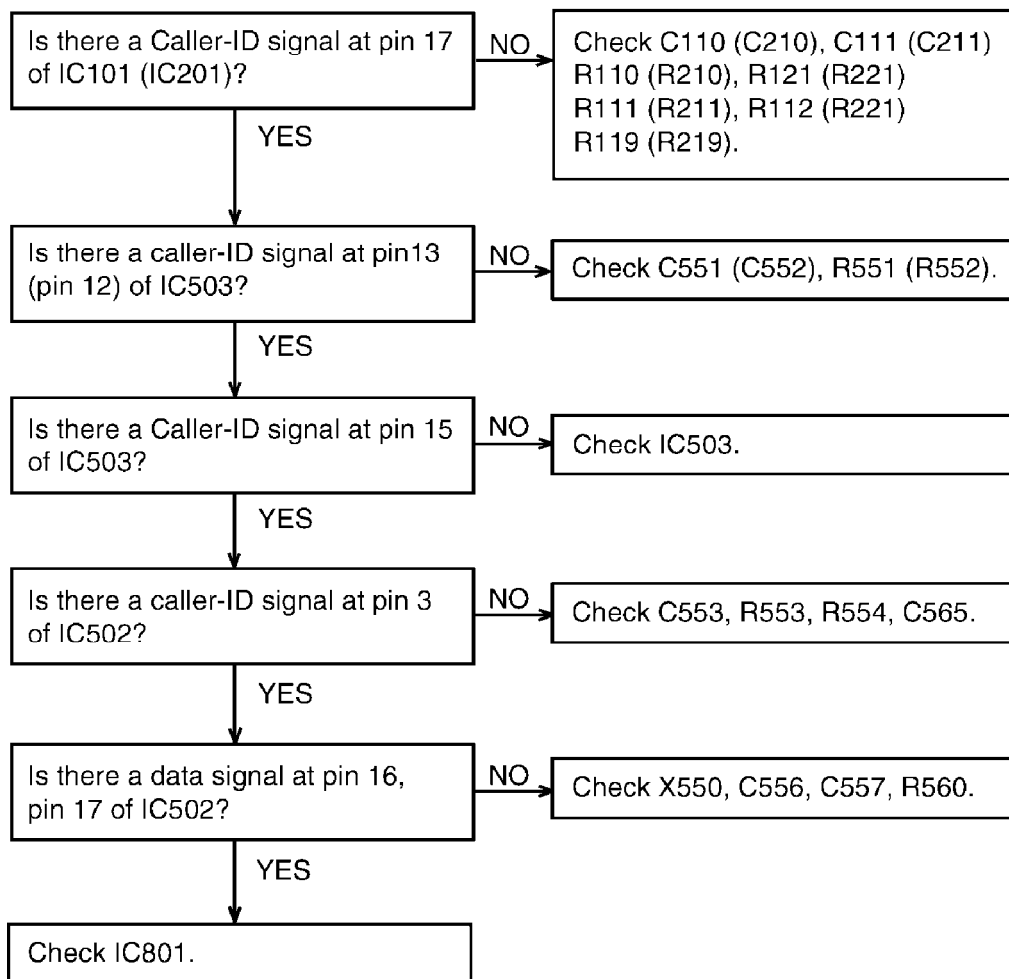 Is there a Caller-ID signal at pin 17
of IC101 (IC201)?
NO
Check C110 (C210), C111 (C211)
R110 (R210), R121 (R221)
R111 (R211), R112 (R221)
R119 (R219).
YES
Is there a caller-ID signal at pin13
(pin 12) of IC503?
NO
Check C551 (C552), R551 (R552).
YES
Is there a Caller-ID signal at pin 15
of IC503?
NO
Check IC503.
YES
Is there a caller-ID signal at pin 3
of IC502?
NO
Check C553, R553, R554, C565.
YES
Is there a data signal at pin 16,
pin 17 of IC502?
NO
Check X550, C556, C557, R560.
YES
Check IC801.